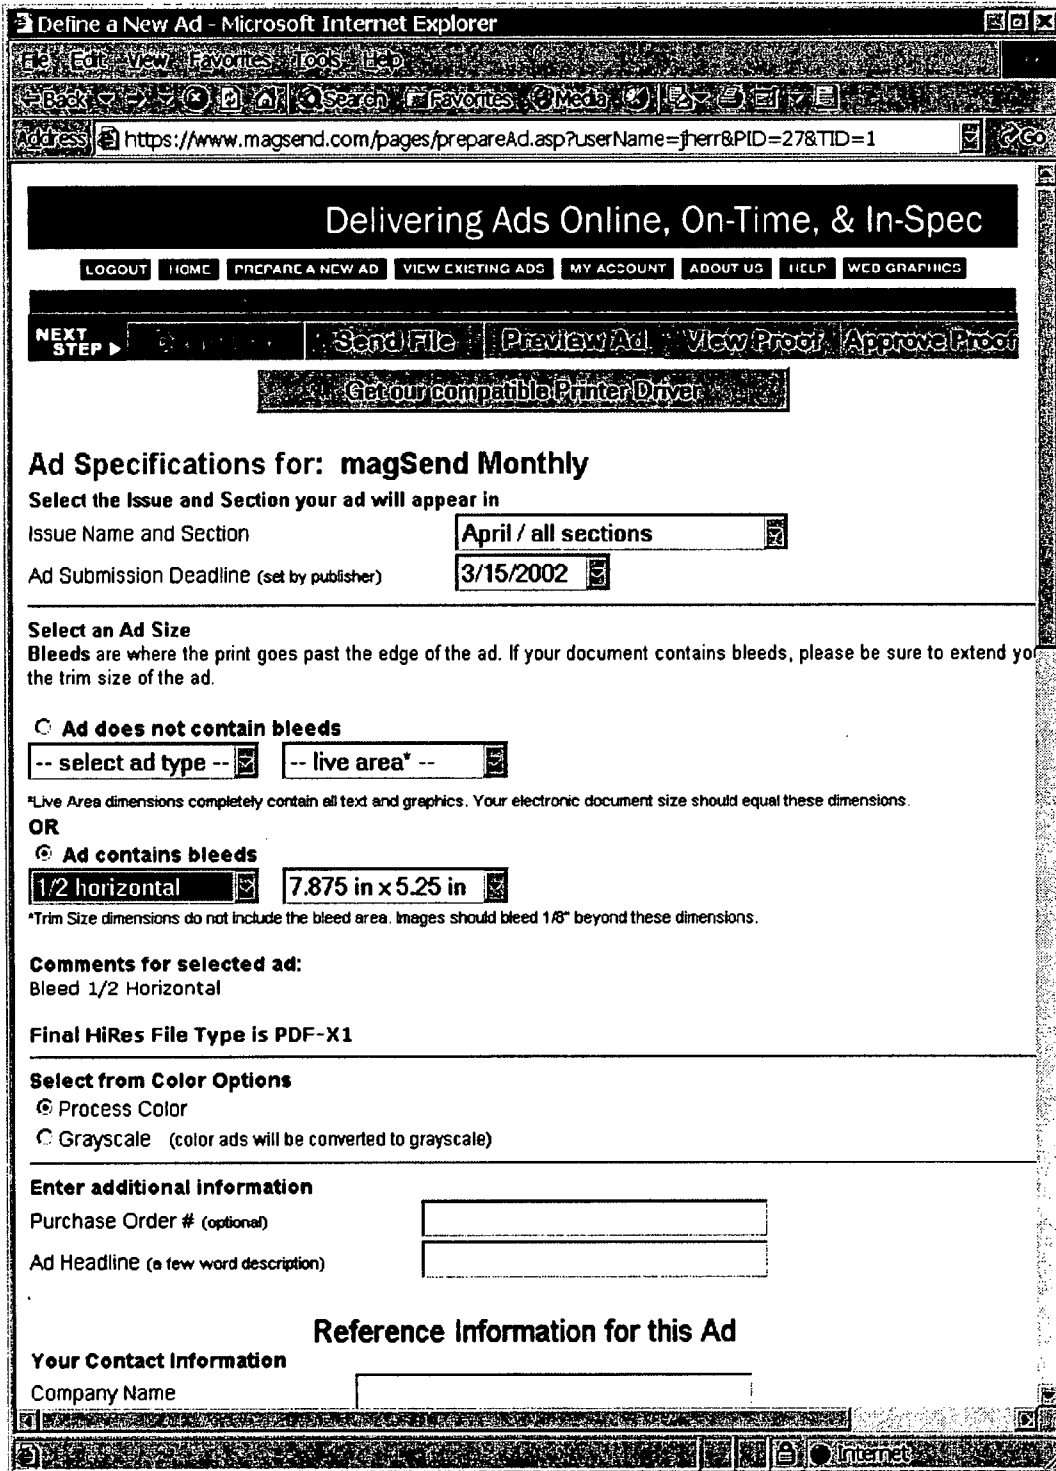 Define a New Ad - Microsoft Internet Explorer
File Edit View Favorites Tools Help
Back Search Favorites Media
Address https://www.magsend.com/pages/prepareAd.asp?userName=jherr&PID=27&TID=1 Go
Delivering Ads Online, On-Time, & In-Spec
LOGOUT HOME PREPARE A NEW AD VIEW EXISTING ADS MY ACCOUNT ABOUT US HELP WEB GRAPHICS
NEXT STEP Send File Preview Ad View Proof Approve Proof
Get our compatible Printer Driver
Ad Specifications for: magSend Monthly
Select the Issue and Section your ad will appear in
Issue Name and Section April / all sections
Ad Submission Deadline (set by publisher) 3/15/2002
Select an Ad Size
Bleeds are where the print goes past the edge of the ad. If your document contains bleeds, please be sure to extend yo
the trim size of the ad.
Ad does not contain bleeds
-- select ad type -- -- live area* --
*Live Area dimensions completely contain all text and graphics. Your electronic document size should equal these dimensions.
OR
Ad contains bleeds
1/2 horizontal 7.875 in x 5.25 in
*Trim Size dimensions do not include the bleed area. Images should bleed 1/8" beyond these dimensions.
Comments for selected ad:
Bleed 1/2 Horizontal
Final HiRes File Type is PDF-X1
Select from Color Options
Process Color
Grayscale (color ads will be converted to grayscale)
Enter additional information
Purchase Order # (optional)
Ad Headline (a few word description)
Reference Information for this Ad
Your Contact Information
Company Name
Internet